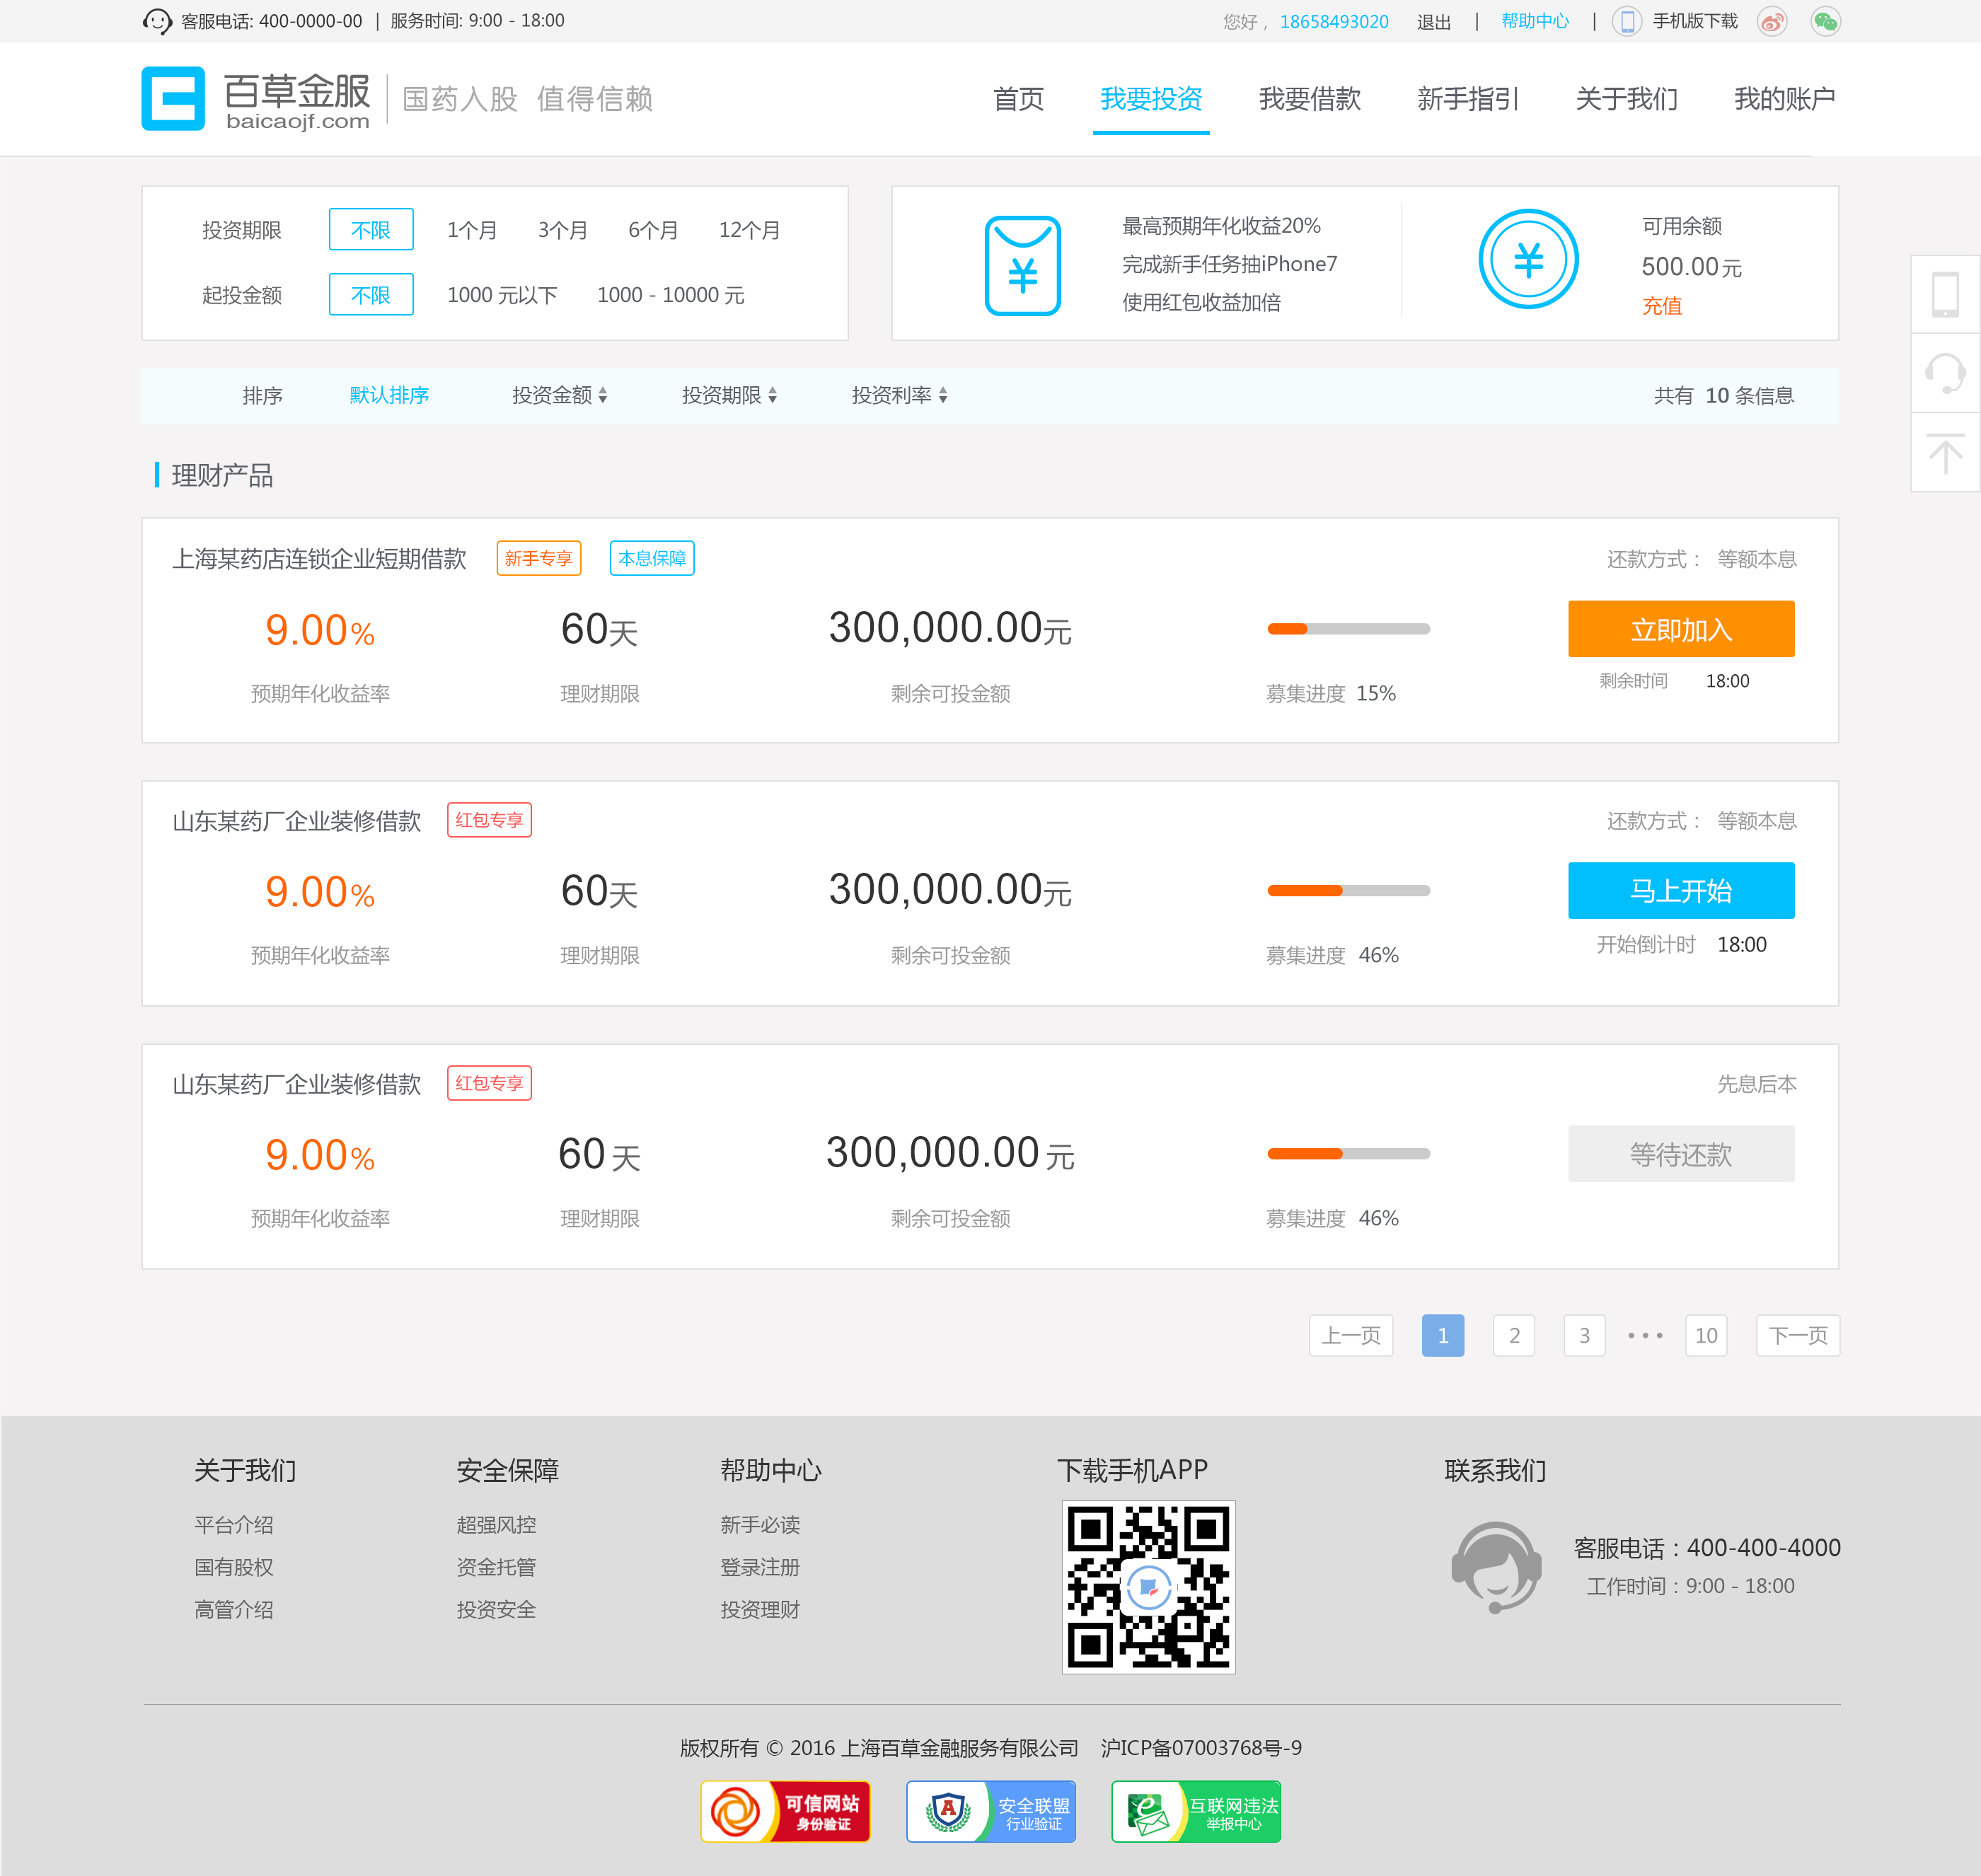 客服电话: 400-0000-00 | 服务时间: 9:00 - 18:00
您好， 18658493020 退出 | 帮助中心 | 手机版下载
百草金服
baicaojf.com
国药入股 值得信赖
首页 我要投资 我要借款 新手指引 关于我们 我的账户
投资期限 不限 1个月 3个月 6个月 12个月
起投金额 不限 1000 元以下 1000 - 10000 元
最高预期年化收益20%
完成新手任务抽iPhone7
使用红包收益加倍
可用余额
500.00元
充值
排序 默认排序 投资金额 投资期限 投资利率 共有 10 条信息
理财产品
上海某药店连锁企业短期借款 新手专享 本息保障 还款方式： 等额本息
9.00% 60天 300,000.00元 立即加入
预期年化收益率 理财期限 剩余可投金额 募集进度 15% 剩余时间 18:00
山东某药厂企业装修借款 红包专享 还款方式： 等额本息
9.00% 60天 300,000.00元 马上开始
预期年化收益率 理财期限 剩余可投金额 募集进度 46% 开始倒计时 18:00
山东某药厂企业装修借款 红包专享 先息后本
9.00% 60天 300,000.00元 等待还款
预期年化收益率 理财期限 剩余可投金额 募集进度 46%
上一页 1 2 3 ••• 10 下一页
关于我们 安全保障 帮助中心 下载手机APP 联系我们
平台介绍 超强风控 新手必读
国有股权 资金托管 登录注册
高管介绍 投资安全 投资理财
客服电话：400-400-4000
工作时间：9:00 - 18:00
版权所有 © 2016 上海百草金融服务有限公司 沪ICP备07003768号-9
可信网站
身份验证
A
安全联盟
行业验证
e
互联网违法
举报中心